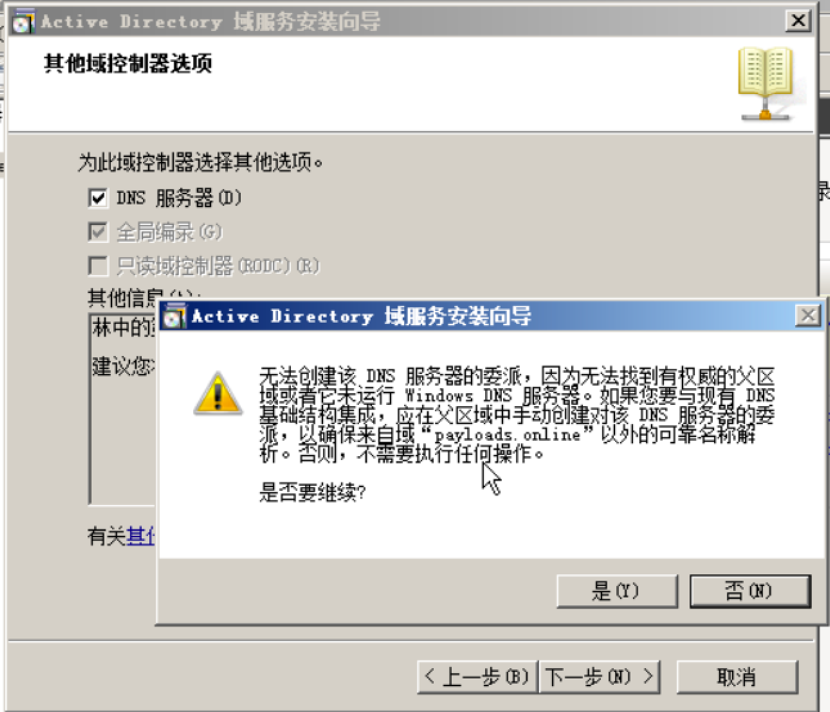 Active Directory 域服务安装向导
其他域控制器选项
为此域控制器选择其他选项。
DNS 服务器(D)
全局编录(G)
只读域控制器(RODC)(R)
其他信息
林中的
建议您
Active Directory 域服务安装向导
无法创建该 DNS 服务器的委派，因为无法找到有权威的父区
域或者它未运行 Windows DNS 服务器。如果您要与现有 DNS
基础结构集成，应在父区域中手动创建对该 DNS 服务器的委
派，以确保来自域“payloads.online”以外的可靠名称解
析。否则，不需要执行任何操作。
是否要继续?
有关其
是(Y)
否(N)
< 上一步(B)
下一步(N) >
取消